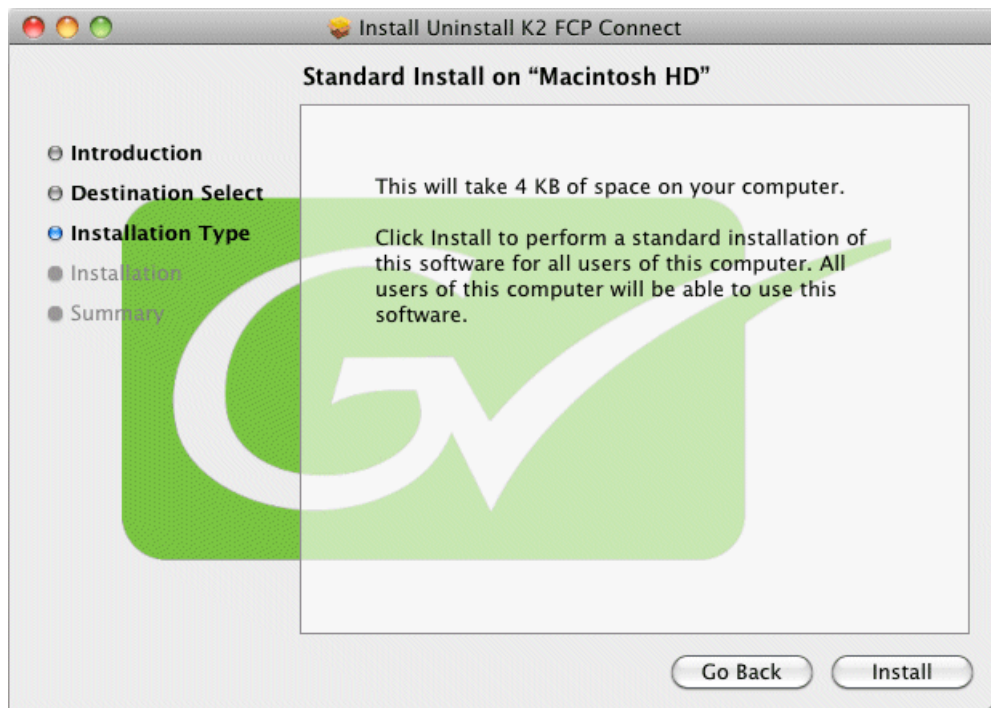 Install Uninstall K2 FCP Connect
Standard Install on “Macintosh HD”
Introduction
Destination Select
Installation Type
Installation
Summary
This will take 4 KB of space on your computer.
Click Install to perform a standard installation of
this software for all users of this computer. All
users of this computer will be able to use this
software.
Go Back
Install